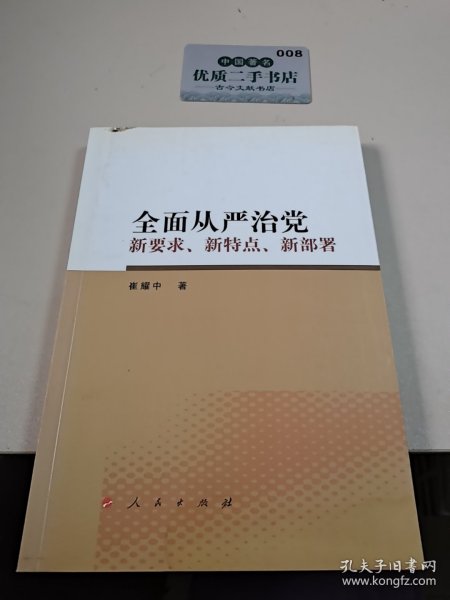 008
中国著名
优质二手书店
古今文献书店
全面从严治党
新要求、新特点、新部署
崔耀中 著
人民出版社
孔夫子旧书网
www.kongfz.com